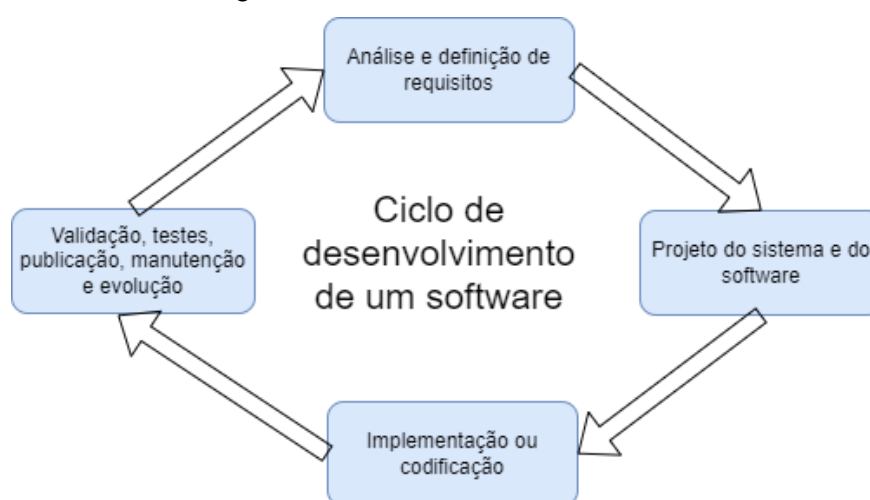 Análise e definição de
requisitos
Ciclo de
desenvolvimento
de um software
Validação, testes,
publicação, manutenção
e evolução
Projeto do sistema e do
software
Implementação ou
codificação